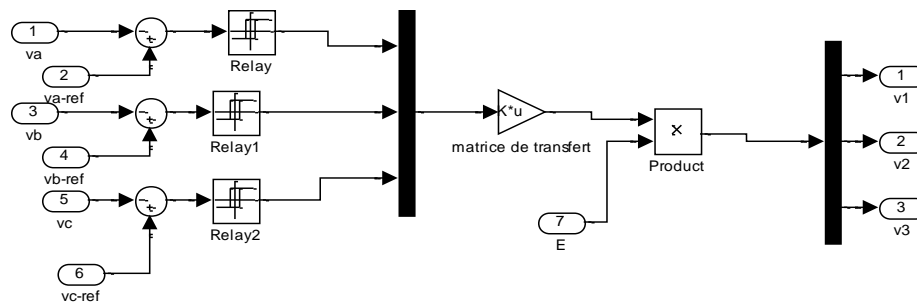 1
va
Relay
2
va-ref
3
vb
Relay1
4
vb-ref
5
vc
Relay2
6
vc-ref
K*u
matrice de transfert
×
Product
7
E
1
v1
2
v2
3
v3